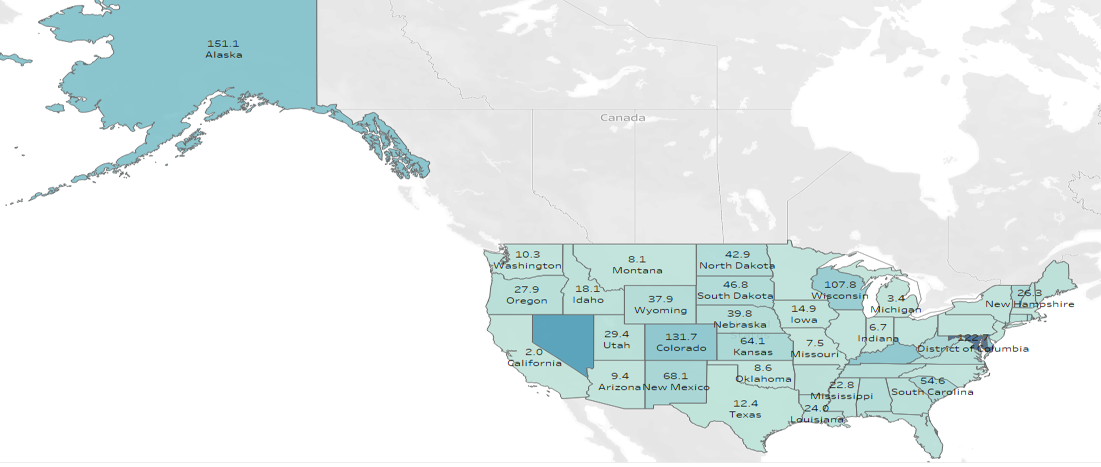 151.1
Alaska
Canada
10.3
Washington
8.1
Montana
42.9
North Dakota
27.9
Oregon
18.1
Idaho
37.9
Wyoming
46.8
South Dakota
107.8
Wisconsin
3.4
Michigan
26.3
New Hampshire
39.8
Nebraska
14.9
Iowa
29.4
Utah
131.7
Colorado
64.1
Kansas
7.5
Missouri
6.7
Indiana
122.7
District of Columbia
2.0
California
9.4
Arizona
68.1
New Mexico
8.6
Oklahoma
22.8
Mississippi
54.6
South Carolina
12.4
Texas
24.0
Louisiana